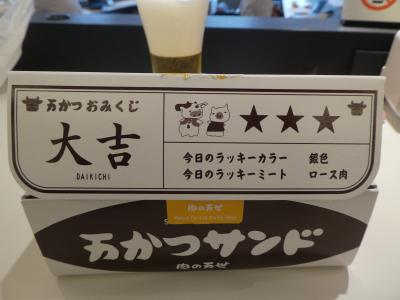 万かつ おみくじ
大吉
DAIKICHI
★★★
今日のラッキーカラー 銀色
今日のラッキーミート ロース肉
肉の万世
万かつサンド
肉の万世